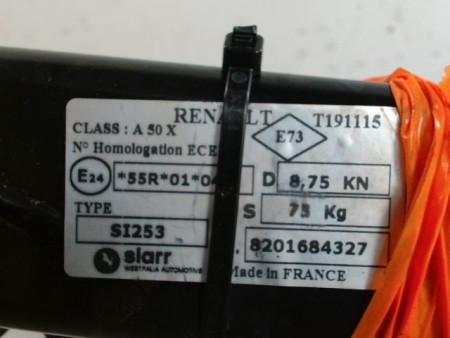 RENAULT T191115
CLASS : A 50 X
E73
N° Homologation ECE
E24 *55R*01*0 D 8,75 KN
TYPE S 75 Kg
SI253
siarr 8201684327
WESTFALIA AUTOMOTIVE Made in FRANCE